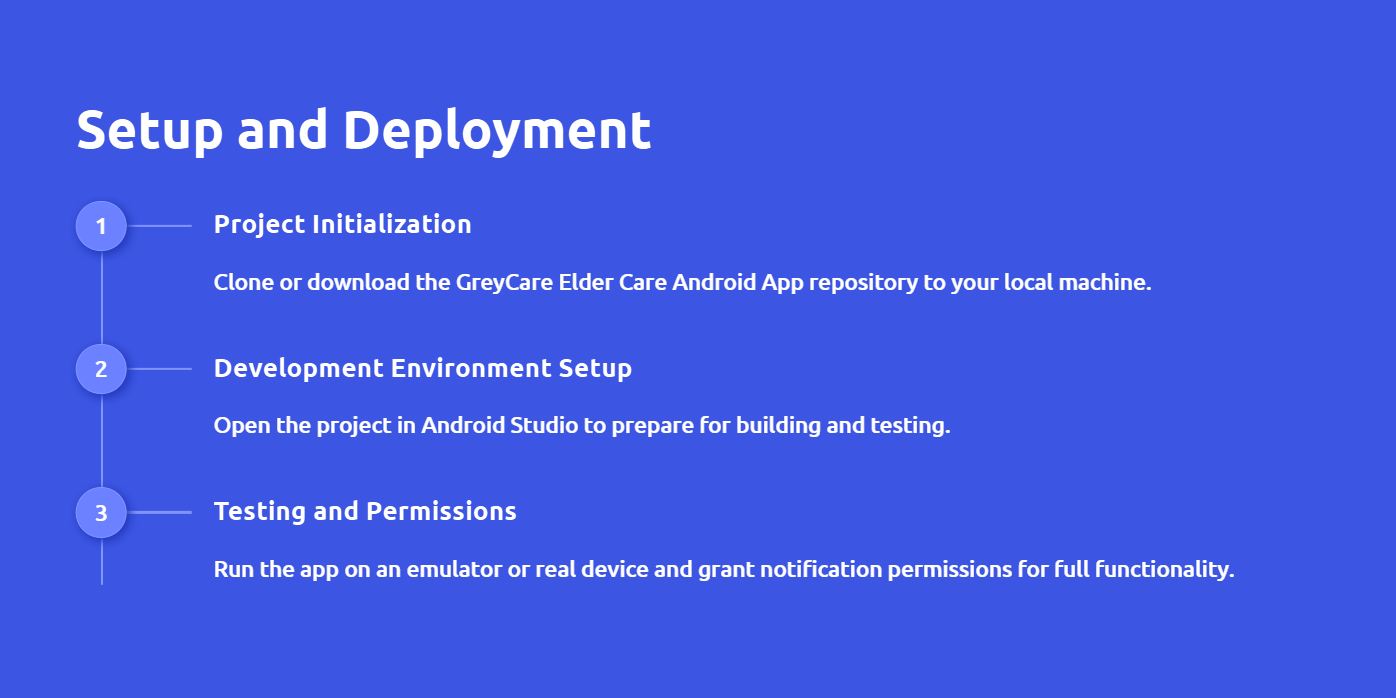 Setup and Deployment
1
Project Initialization
Clone or download the GreyCare Elder Care Android App repository to your local machine.
2
Development Environment Setup
Open the project in Android Studio to prepare for building and testing.
3
Testing and Permissions
Run the app on an emulator or real device and grant notification permissions for full functionality.